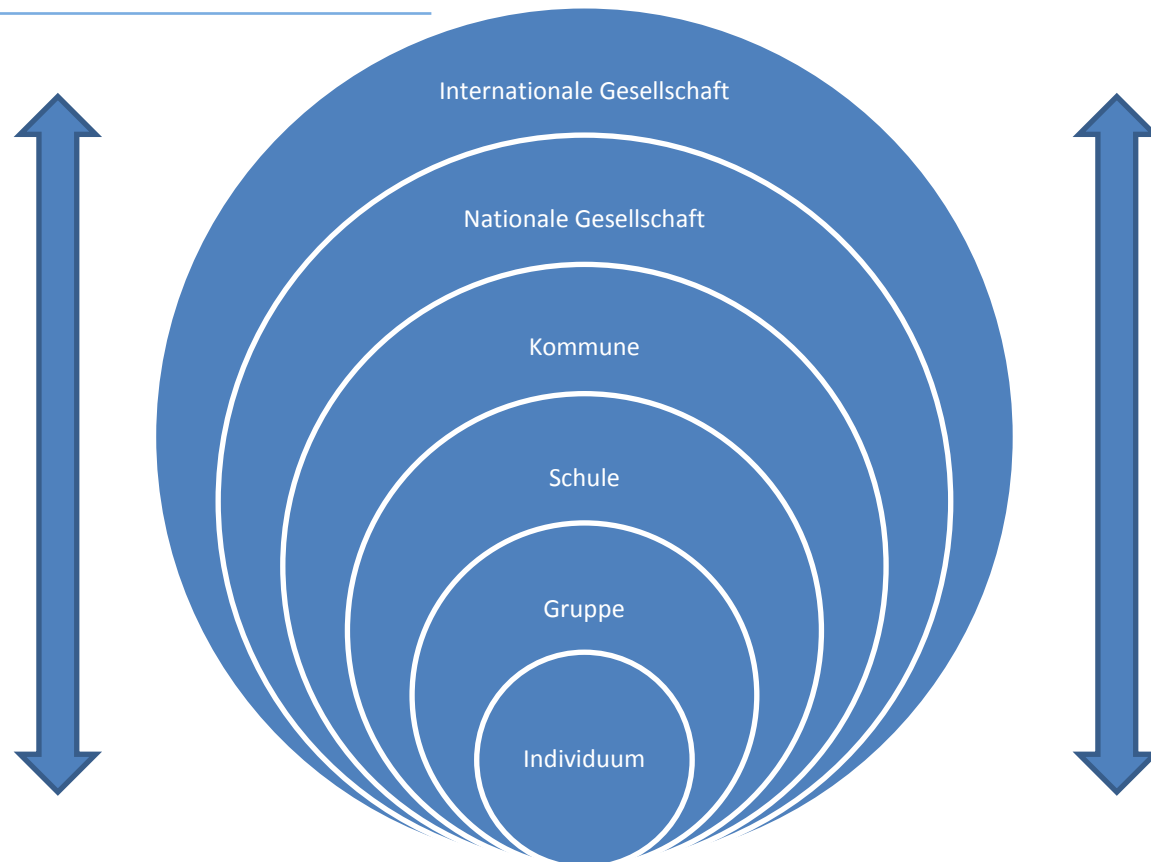 Internationale Gesellschaft
Nationale Gesellschaft
Kommune
Schule
Gruppe
Individuum